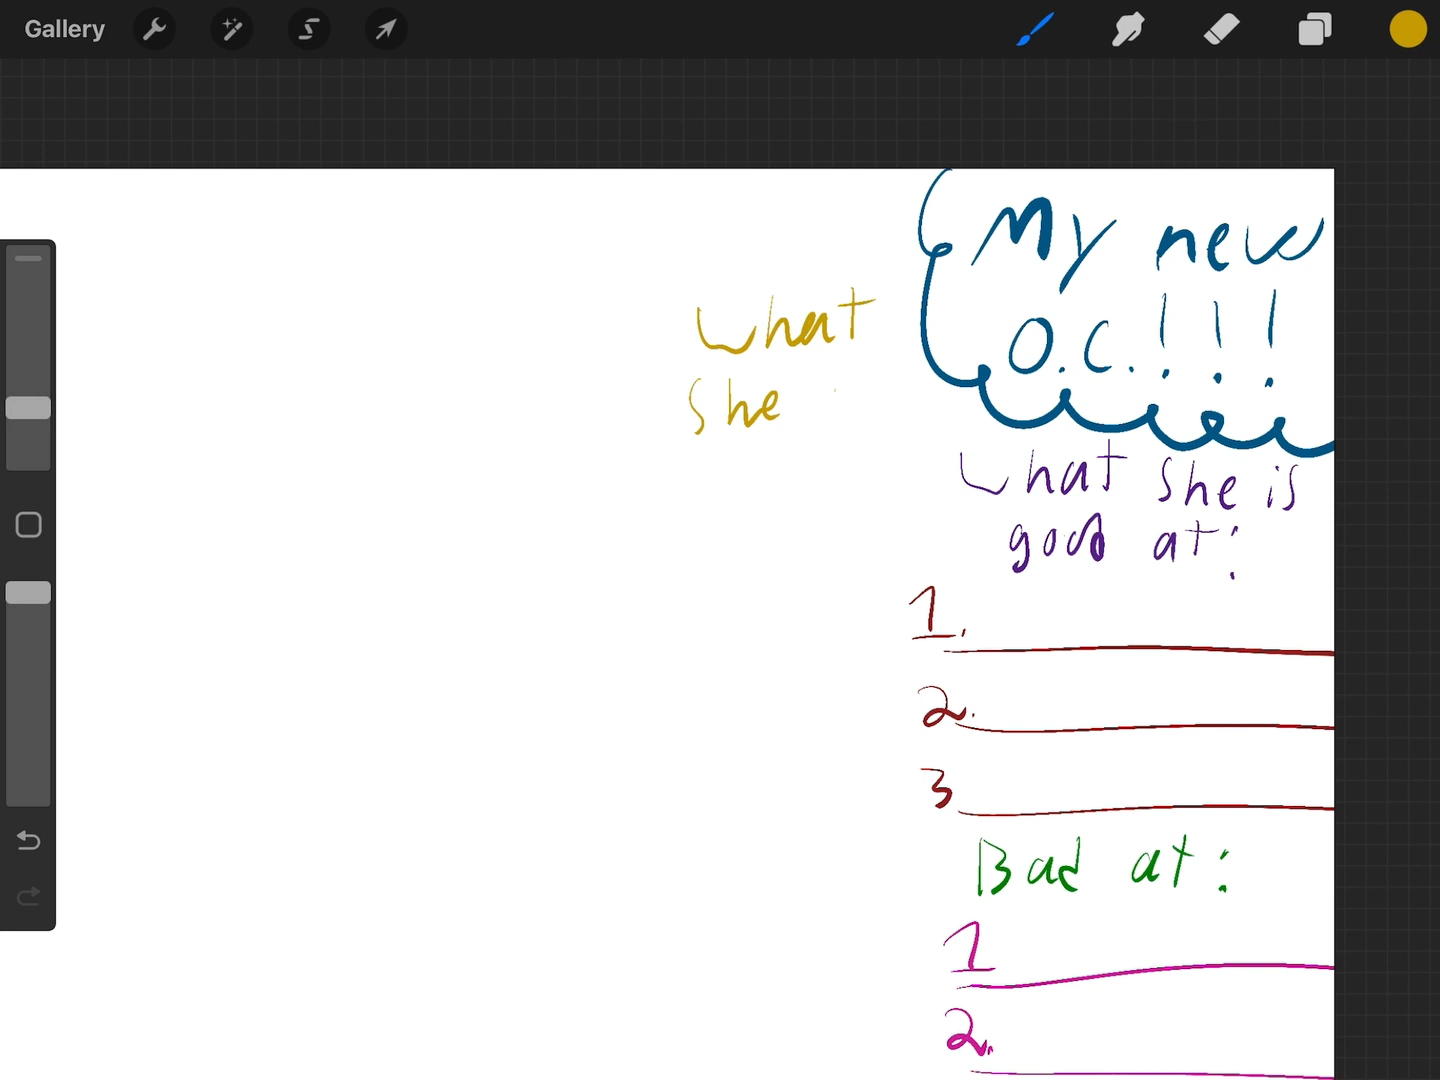 Gallery
My new
O.C.!!!
what
she
what she is
good at:
1.
2.
3
Bad at:
1
2.